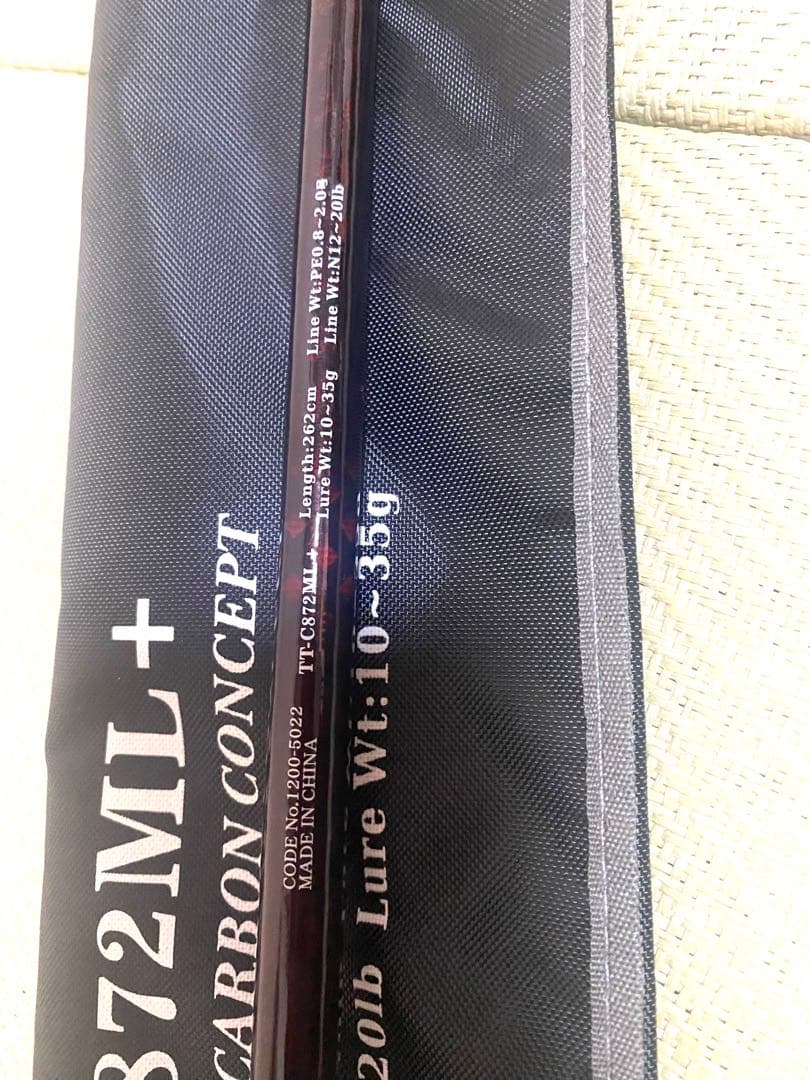 872ML+
CARBON CONCEPT
CODE No.1200-5022
MADE IN CHINA
TT-C872ML+
Length:262cm Line Wt:PE0.8~2.0号
Lure Wt:10~35g Line Wt:N12~20lb
20lb Lure Wt:10~35g